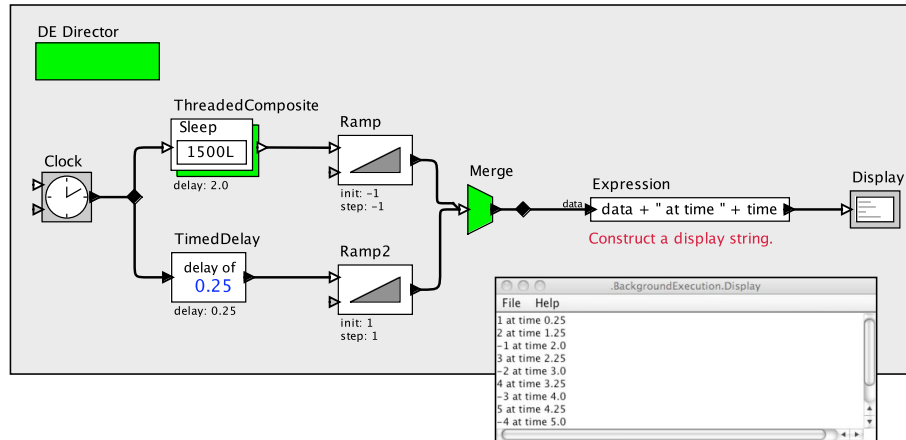 DE Director
ThreadedComposite
Sleep
1500L
delay: 2.0
Ramp
init: -1
step: -1
Clock
Merge
Expression
data
data + " at time " + time
Construct a display string.
Display
TimedDelay
delay of
0.25
delay: 0.25
Ramp2
init: 1
step: 1
.BackgroundExecution.Display
File Help
1 at time 0.25
2 at time 1.25
-1 at time 2.0
3 at time 2.25
-2 at time 3.0
4 at time 3.25
-3 at time 4.0
5 at time 4.25
-4 at time 5.0